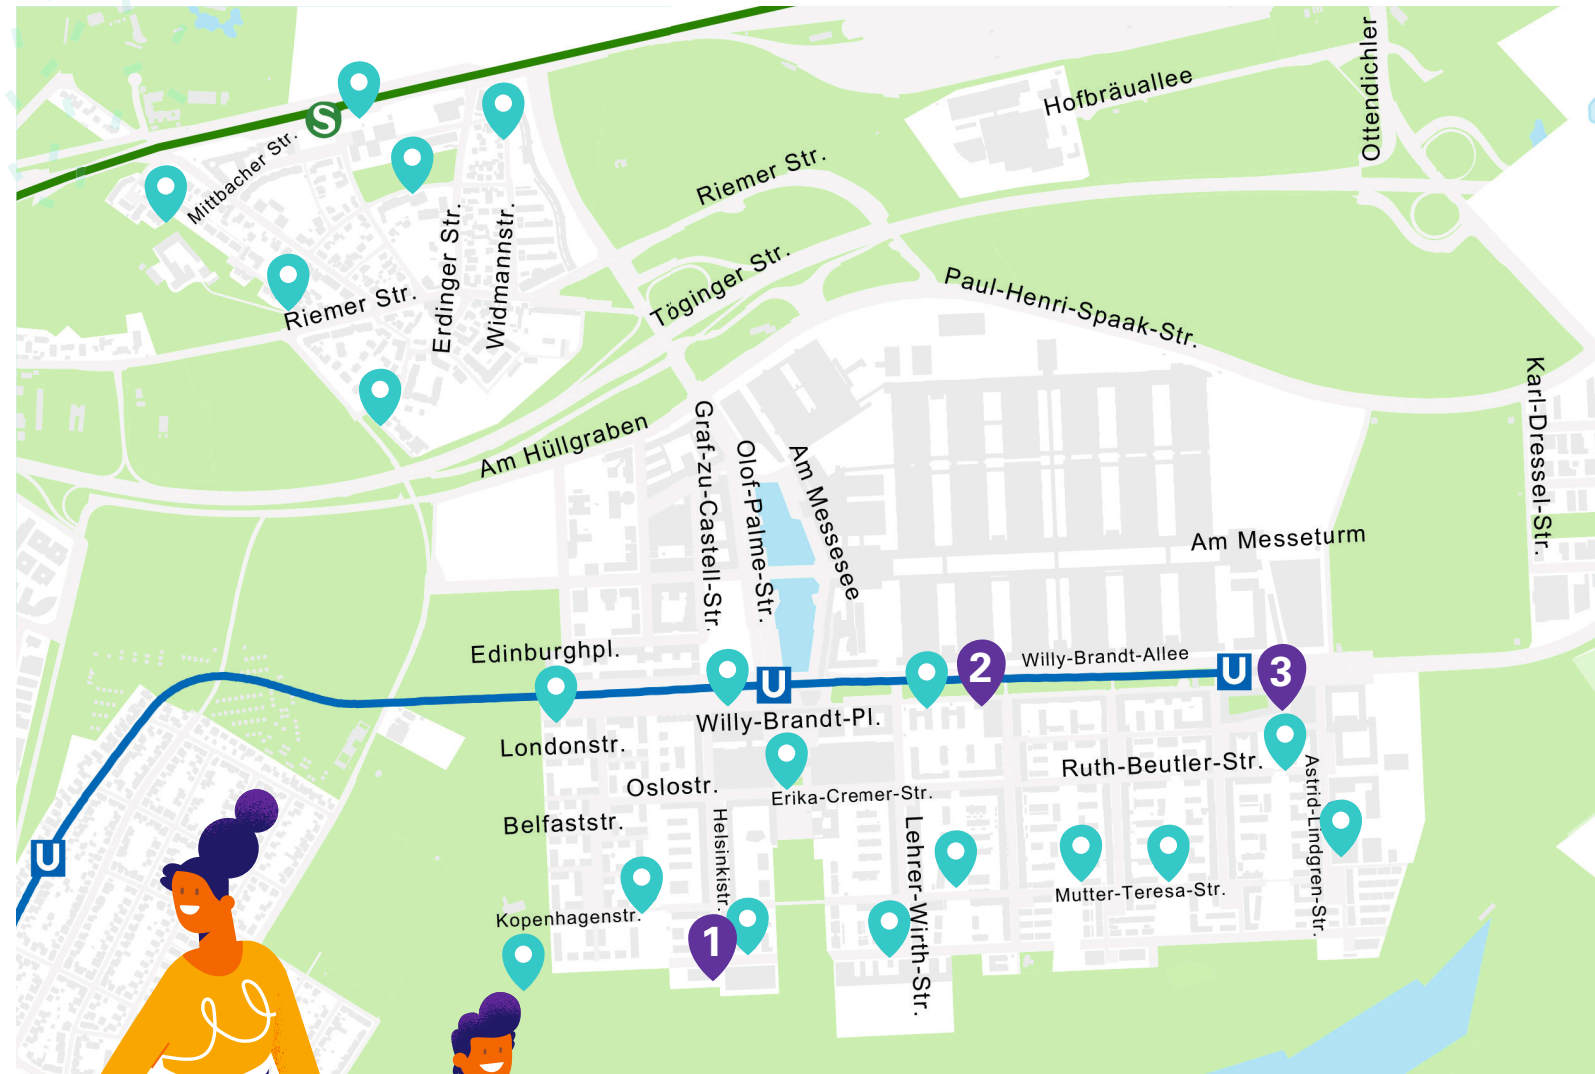 Ottendichler
Hofbräuallee
S
Mittbacher Str.
Riemer Str.
Erdinger Str.
Widmannstr.
Riemer Str.
Töginger Str.
Paul-Henri-Spaak-Str.
Karl-Dressel-Str.
Am Hüllgraben
Graf-zu-Castell-Str.
Olof-Palme-Str.
Am Messesee
Am Messeturm
Edinburghpl.
U
2
Willy-Brandt-Allee
U
3
Willy-Brandt-Pl.
Londonstr.
Oslostr.
Erika-Cremer-Str.
Ruth-Beutler-Str.
Astrid-Lindgren-Str.
Belfaststr.
Helsinkistr.
Lehrer-Wirth-Str.
U
Mutter-Teresa-Str.
Kopenhagenstr.
1